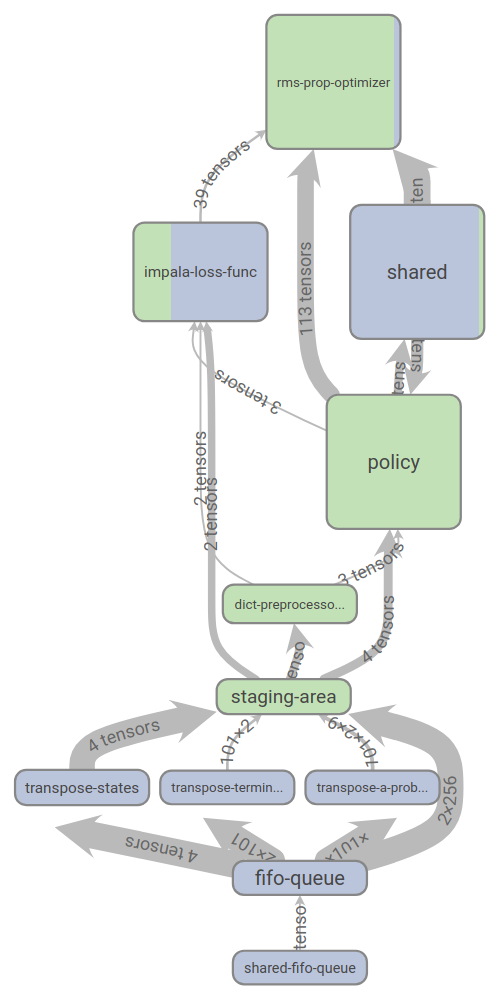 rms-prop-optimizer
39 tensors
ten
impala-loss-func
shared
113 tensors
tens
tens
3 tensors
policy
2 tensors
2 tensors
3 tensors
dict-preprocesso...
4 tensors
enso
staging-area
4 tensors
101×2
101×2×9
transpose-states
transpose-termin...
transpose-a-prob...
2×256
4 tensors
2×101
×101×
fifo-queue
tenso
shared-fifo-queue